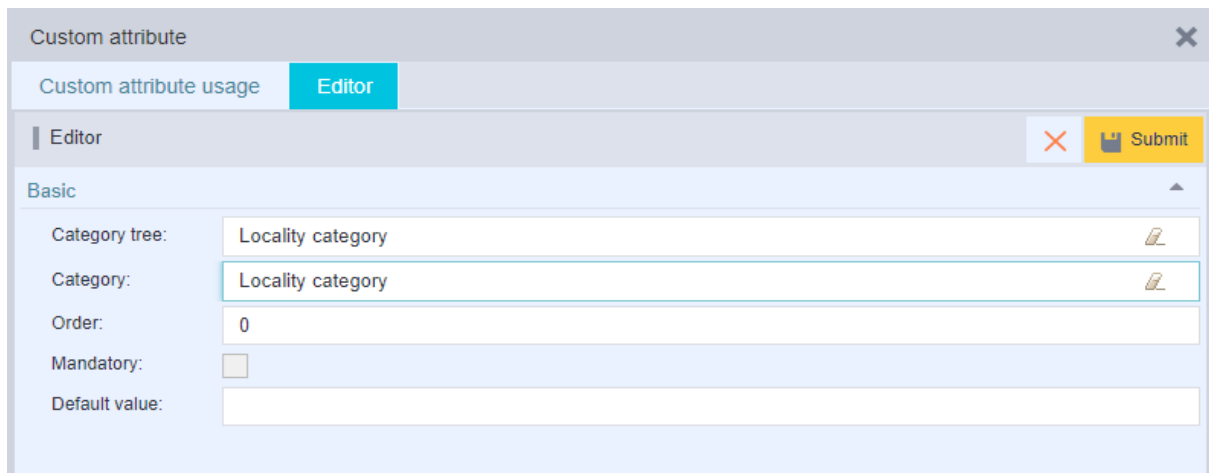 Custom attribute
Custom attribute usage Editor
Editor Submit
Basic
Category tree: Locality category
Category: Locality category
Order: 0
Mandatory:
Default value: